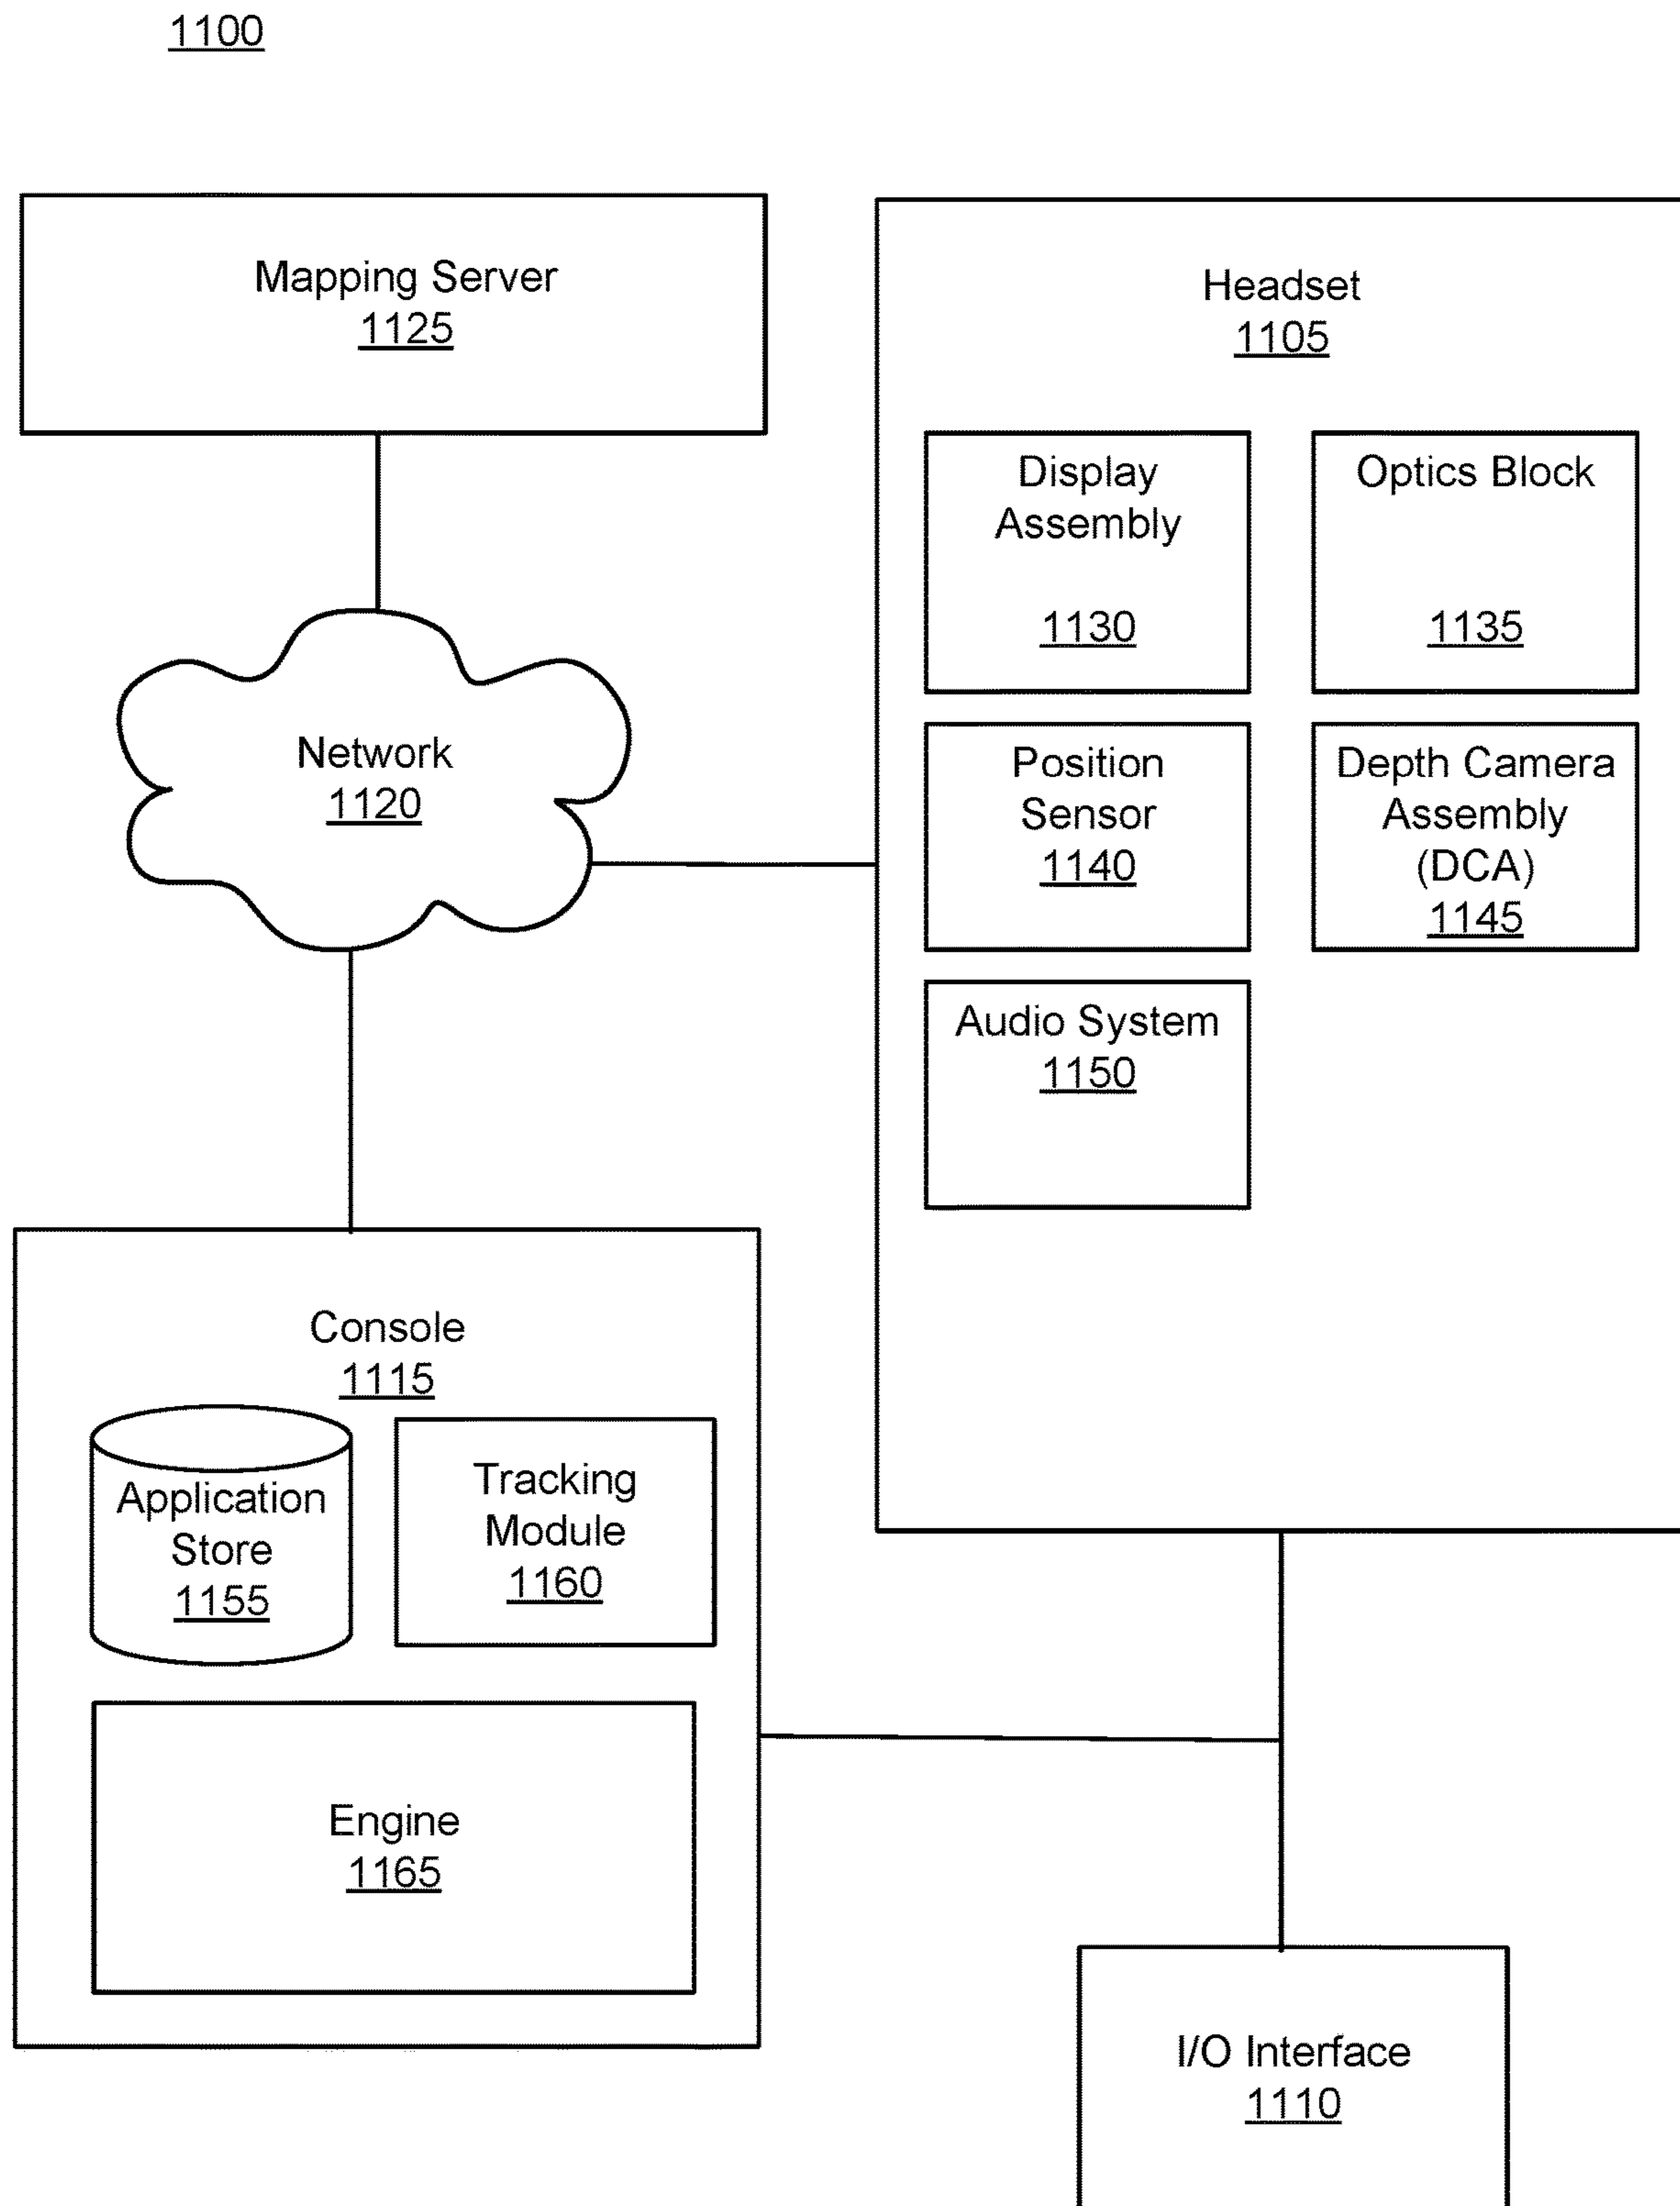 1100
Mapping Server
1125
Headset
1105
Display
Assembly
1130
Optics Block
1135
Network
1120
Position
Sensor
1140
Depth Camera
Assembly
(DCA)
1145
Audio System
1150
Console
1115
Application
Store
1155
Tracking
Module
1160
Engine
1165
I/O Interface
1110